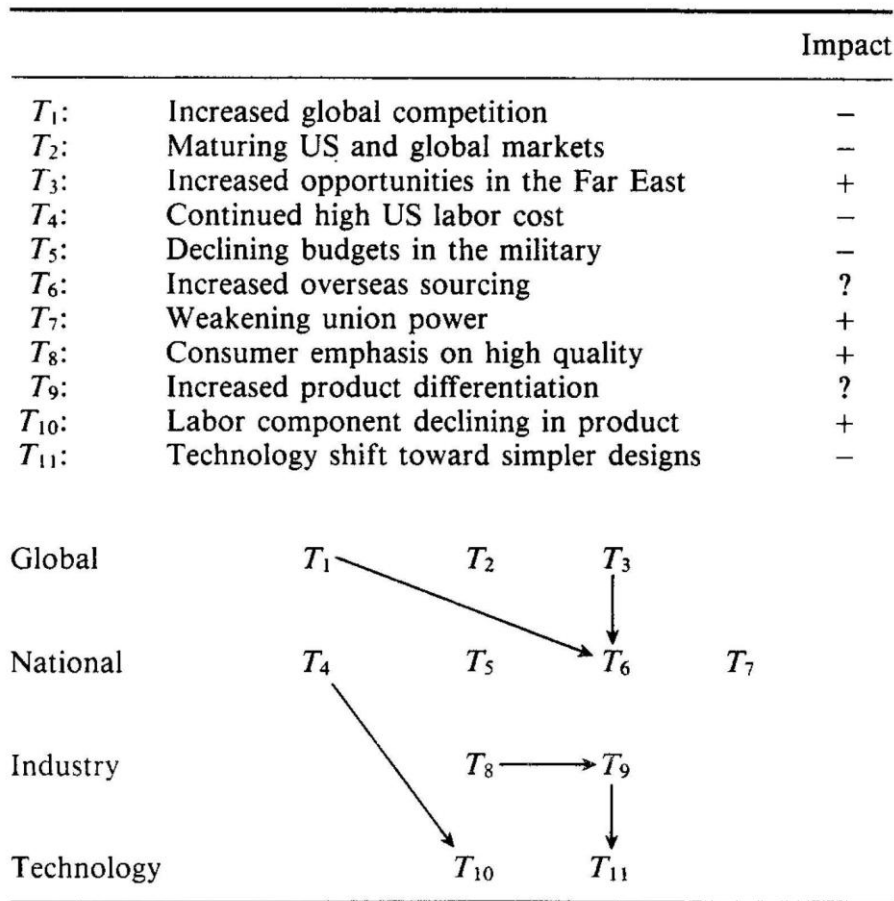 Impact
T₁: Increased global competition −
T₂: Maturing US and global markets −
T₃: Increased opportunities in the Far East +
T₄: Continued high US labor cost −
T₅: Declining budgets in the military −
T₆: Increased overseas sourcing ?
T₇: Weakening union power +
T₈: Consumer emphasis on high quality +
T₉: Increased product differentiation ?
T₁₀: Labor component declining in product +
T₁₁: Technology shift toward simpler designs −
Global T₁ T₂ T₃
National T₄ T₅ T₆ T₇
Industry T₈ T₉
Technology T₁₀ T₁₁